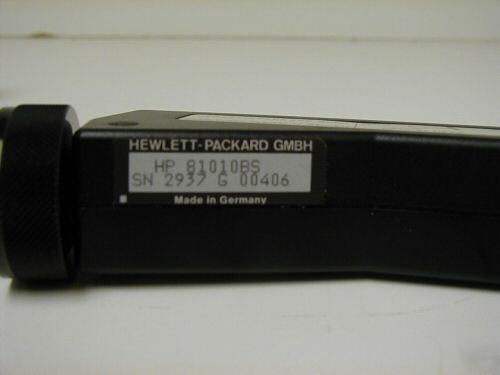 HEWLETT-PACKARD GMBH
HP 81010BS
SN 2937 G 00406
Made in Germany